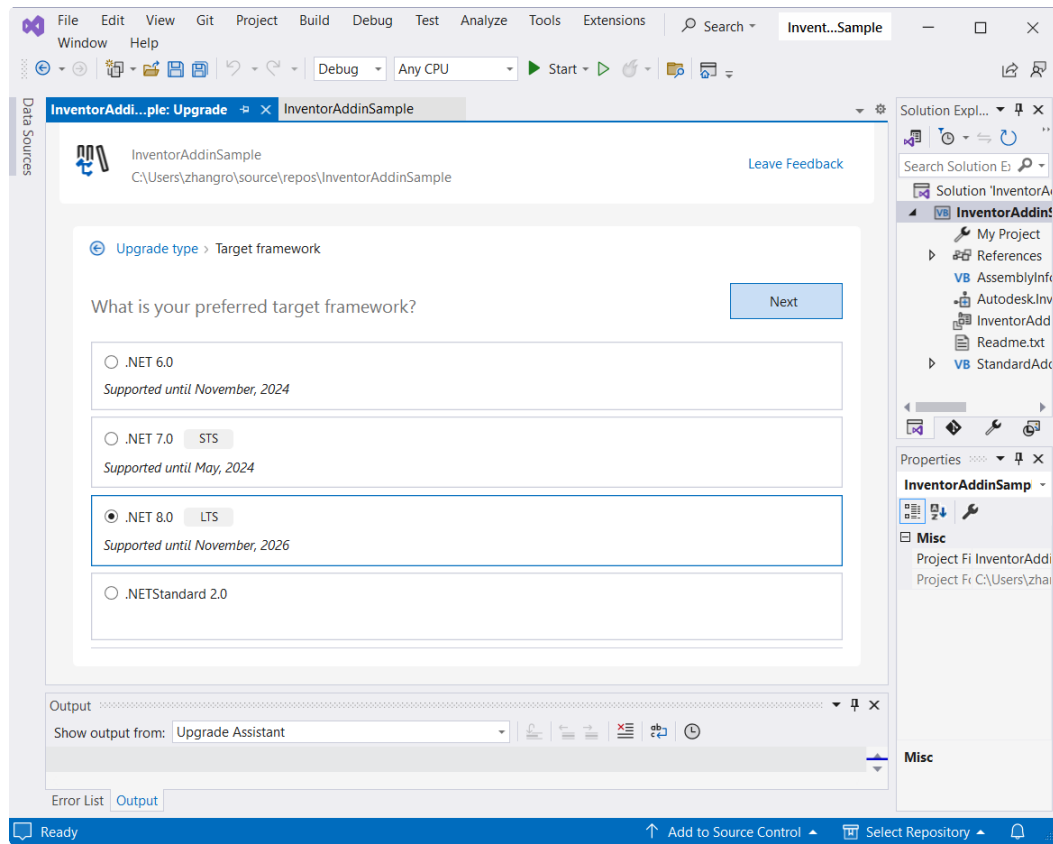 File Edit View Git Project Build Debug Test Analyze Tools Extensions Search Invent...Sample
Window Help
Debug Any CPU Start
Data Sources
InventorAddi...ple: Upgrade InventorAddinSample
InventorAddinSample
C:\Users\zhangro\source\repos\InventorAddinSample
Leave Feedback
Upgrade type > Target framework
What is your preferred target framework?
Next
.NET 6.0
Supported until November, 2024
.NET 7.0 STS
Supported until May, 2024
.NET 8.0 LTS
Supported until November, 2026
.NETStandard 2.0
Output
Show output from: Upgrade Assistant
Error List Output
Solution Expl...
Search Solution E
Solution 'InventorA
VB InventorAddinS
My Project
References
VB AssemblyInfo
Autodesk.Inv
InventorAdd
Readme.txt
VB StandardAdd
Properties
InventorAddinSamp
Misc
Project Fi InventorAddi
Project Fo C:\Users\zhan
Misc
Ready
Add to Source Control Select Repository